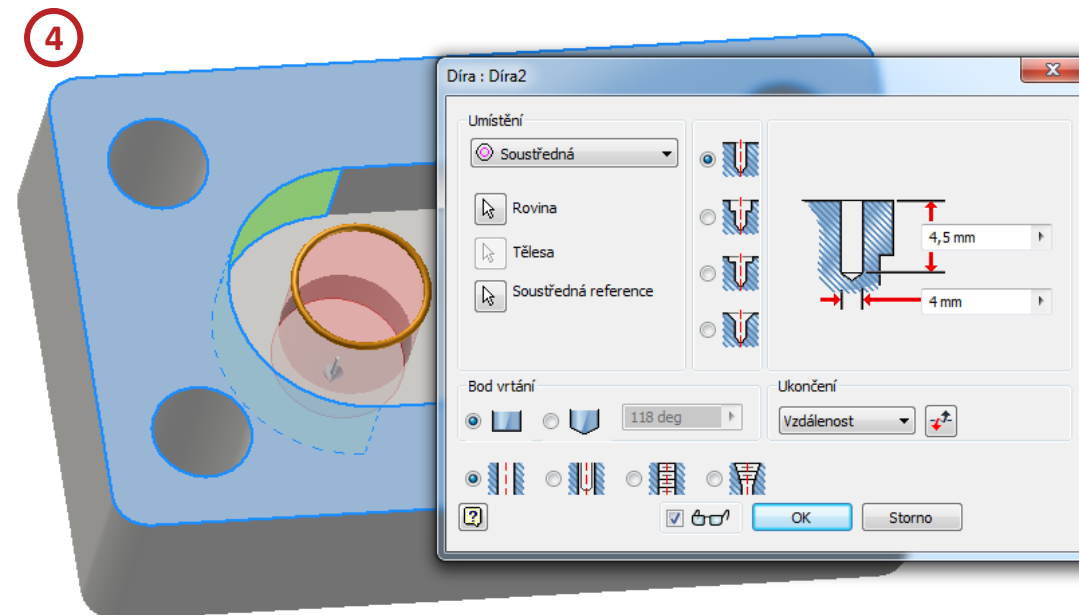 4
Díra : Díra2
Umístění
Soustředná
Rovina
Tělesa
Soustředná reference
4,5 mm
4 mm
Bod vrtání
118 deg
Ukončení
Vzdálenost
OK
Storno